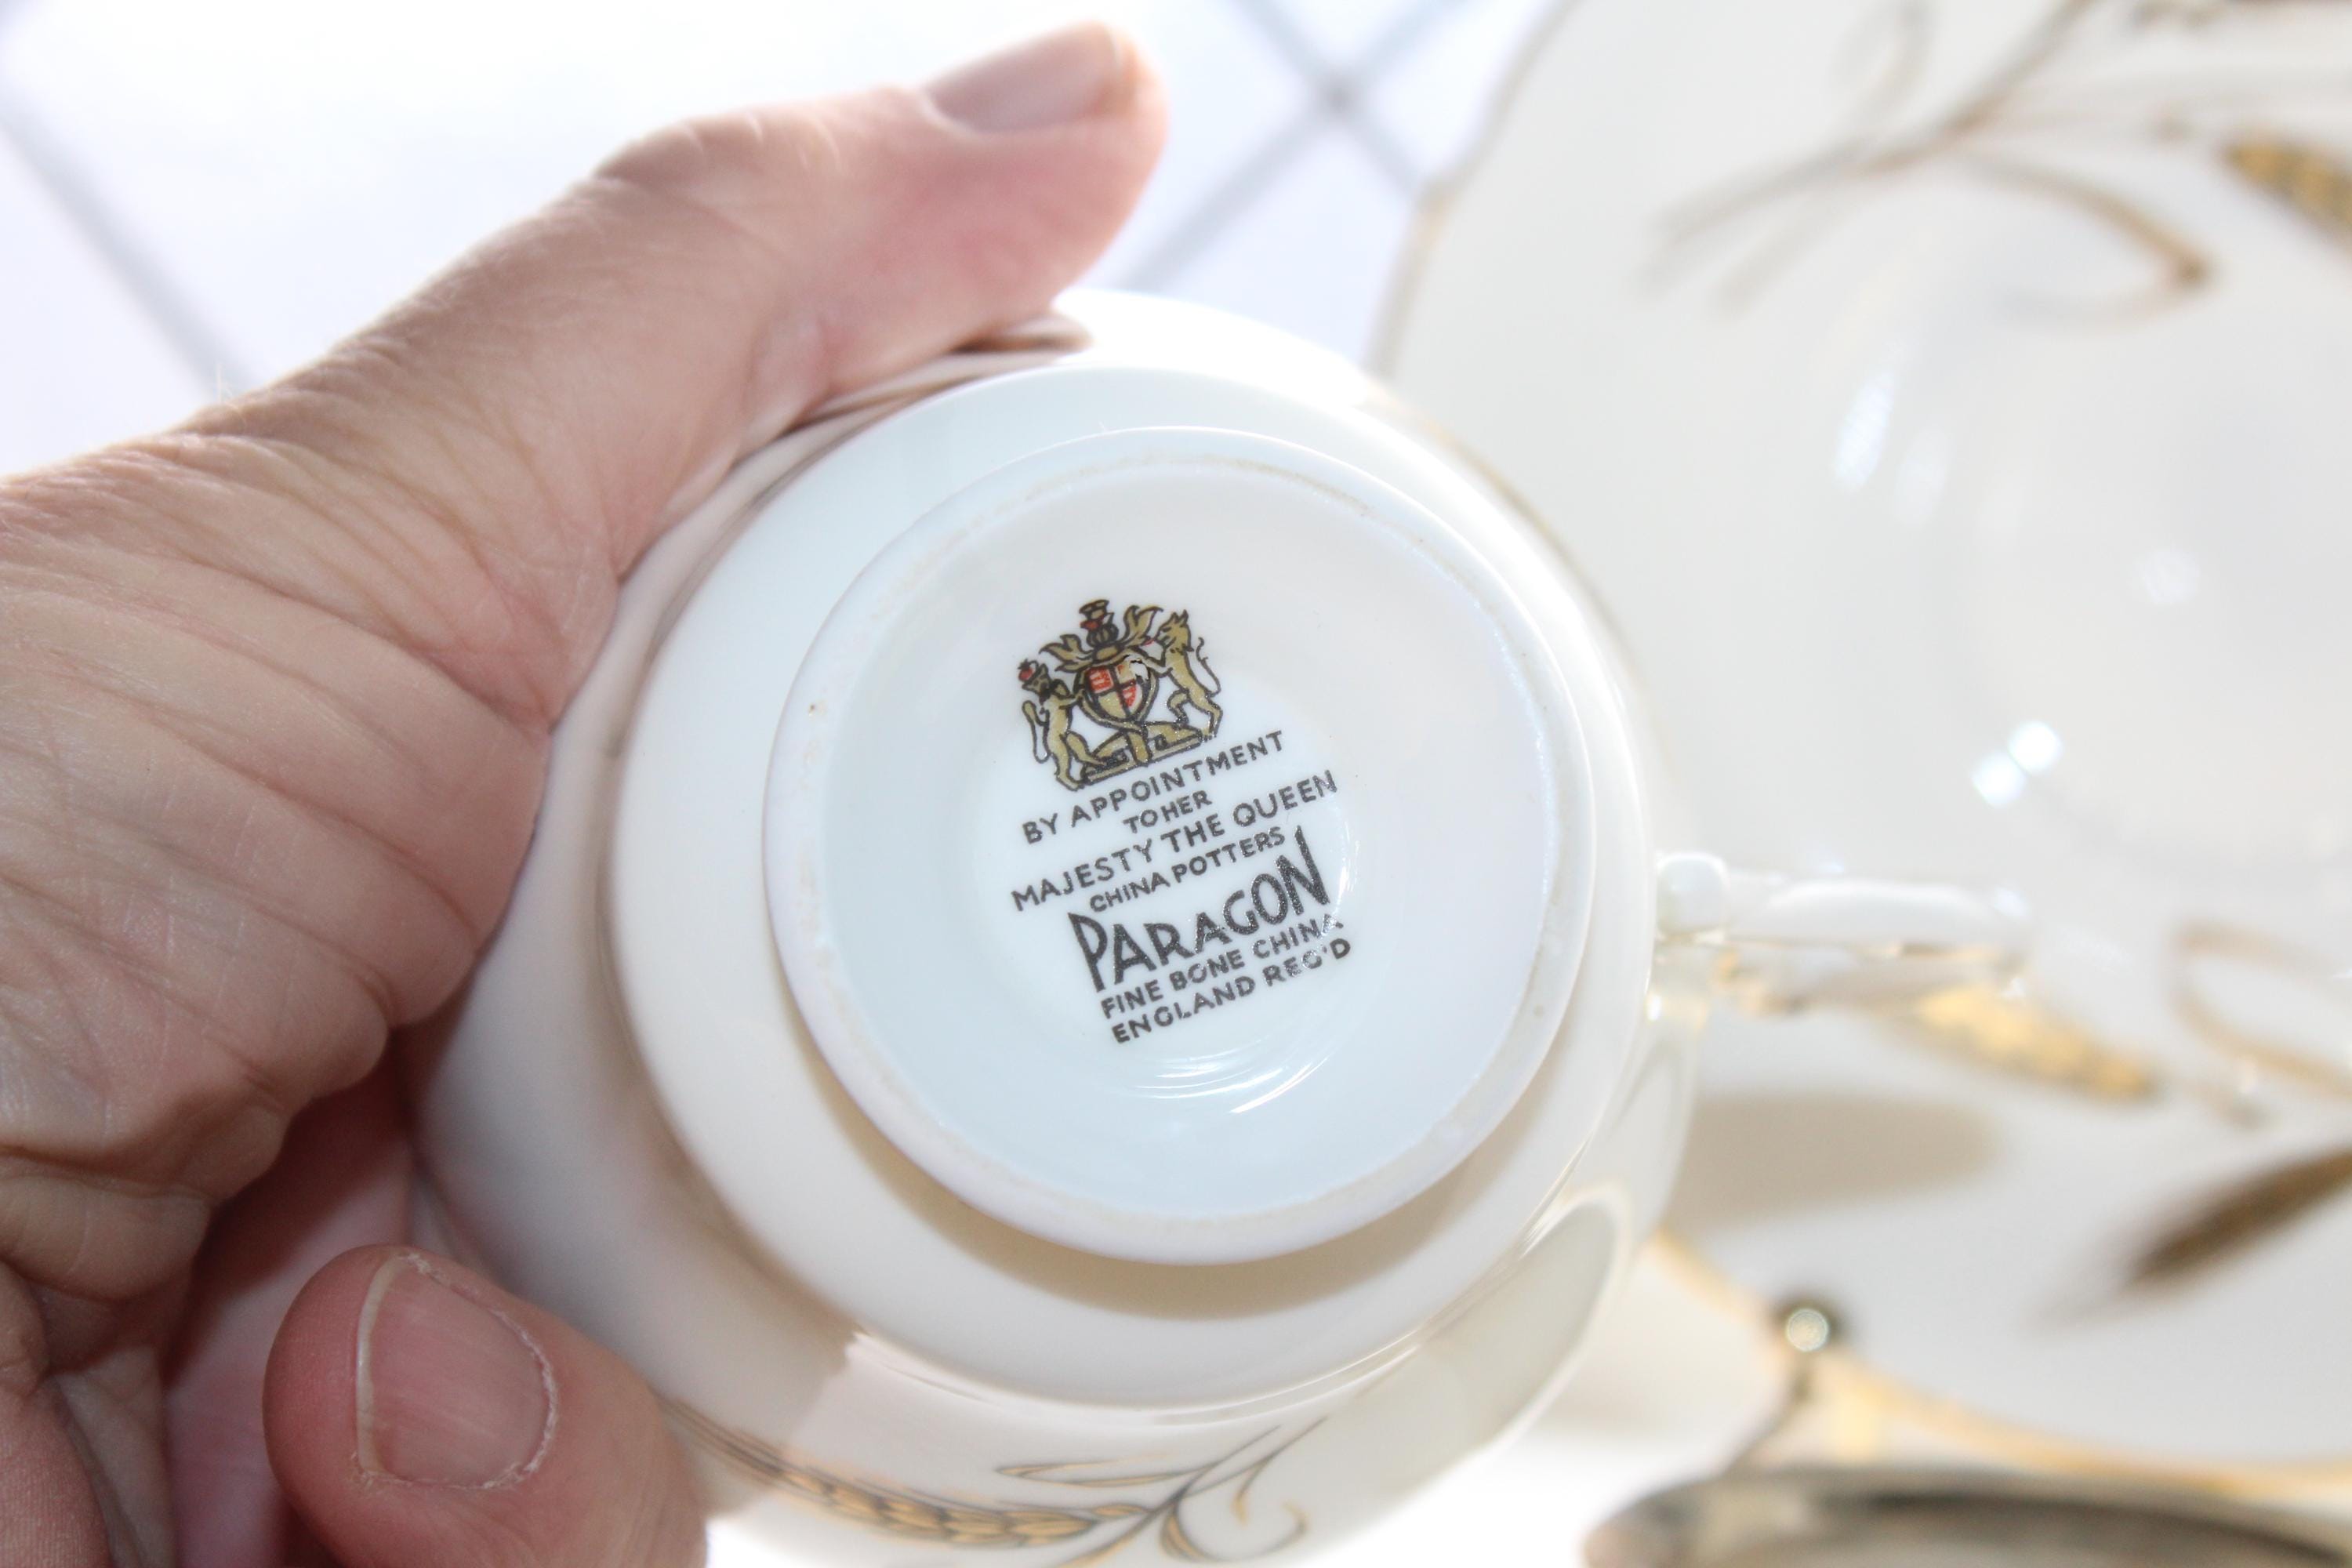 BY APPOINTMENT
TO HER
MAJESTY THE QUEEN
CHINA POTTERS
PARAGON
FINE BONE CHINA
ENGLAND REG'D